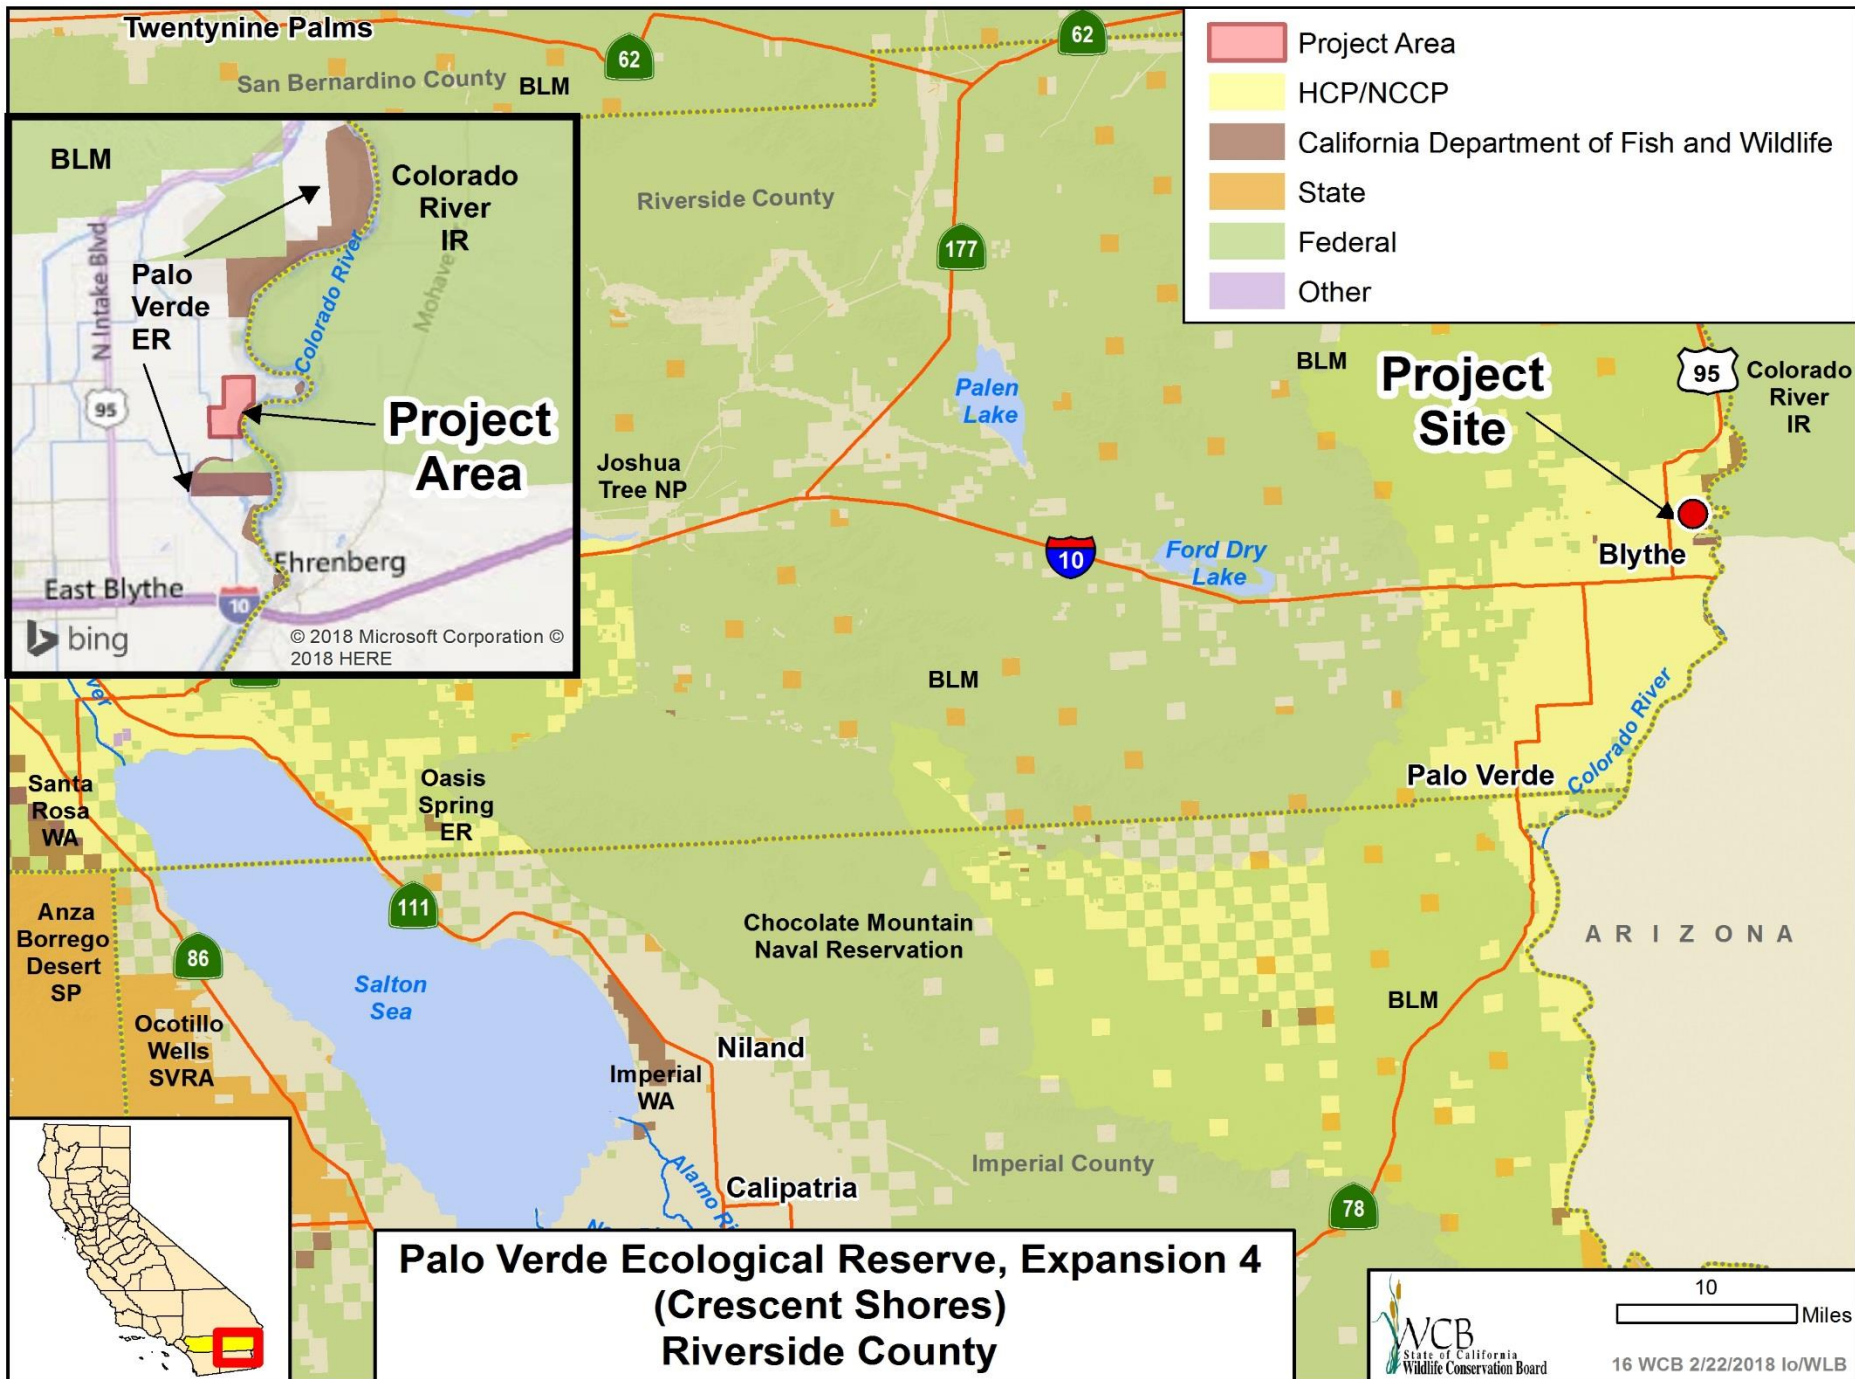 Twentynine Palms
62
62
San Bernardino County
BLM
Project Area
HCP/NCCP
California Department of Fish and Wildlife
State
Federal
Other
BLM
Colorado
River
IR
N Intake Blvd
Palo
Verde
ER
Colorado River
Mohave
95
Project
Area
Ehrenberg
East Blythe
10
bing
© 2018 Microsoft Corporation ©
2018 HERE
Riverside County
177
Palen
Lake
Joshua
Tree NP
BLM
Project
Site
95
Colorado
River
IR
10
Ford Dry
Lake
Blythe
BLM
Palo Verde
Colorado River
Santa
Rosa
WA
Oasis
Spring
ER
Anza
Borrego
Desert
SP
111
86
Salton
Sea
Ocotillo
Wells
SVRA
Chocolate Mountain
Naval Reservation
ARIZONA
BLM
Niland
Imperial
WA
Imperial County
Calipatria
Alamo
78
Palo Verde Ecological Reserve, Expansion 4
(Crescent Shores)
Riverside County
WCB
State of California
Wildlife Conservation Board
10
Miles
16 WCB 2/22/2018 lo/WLB